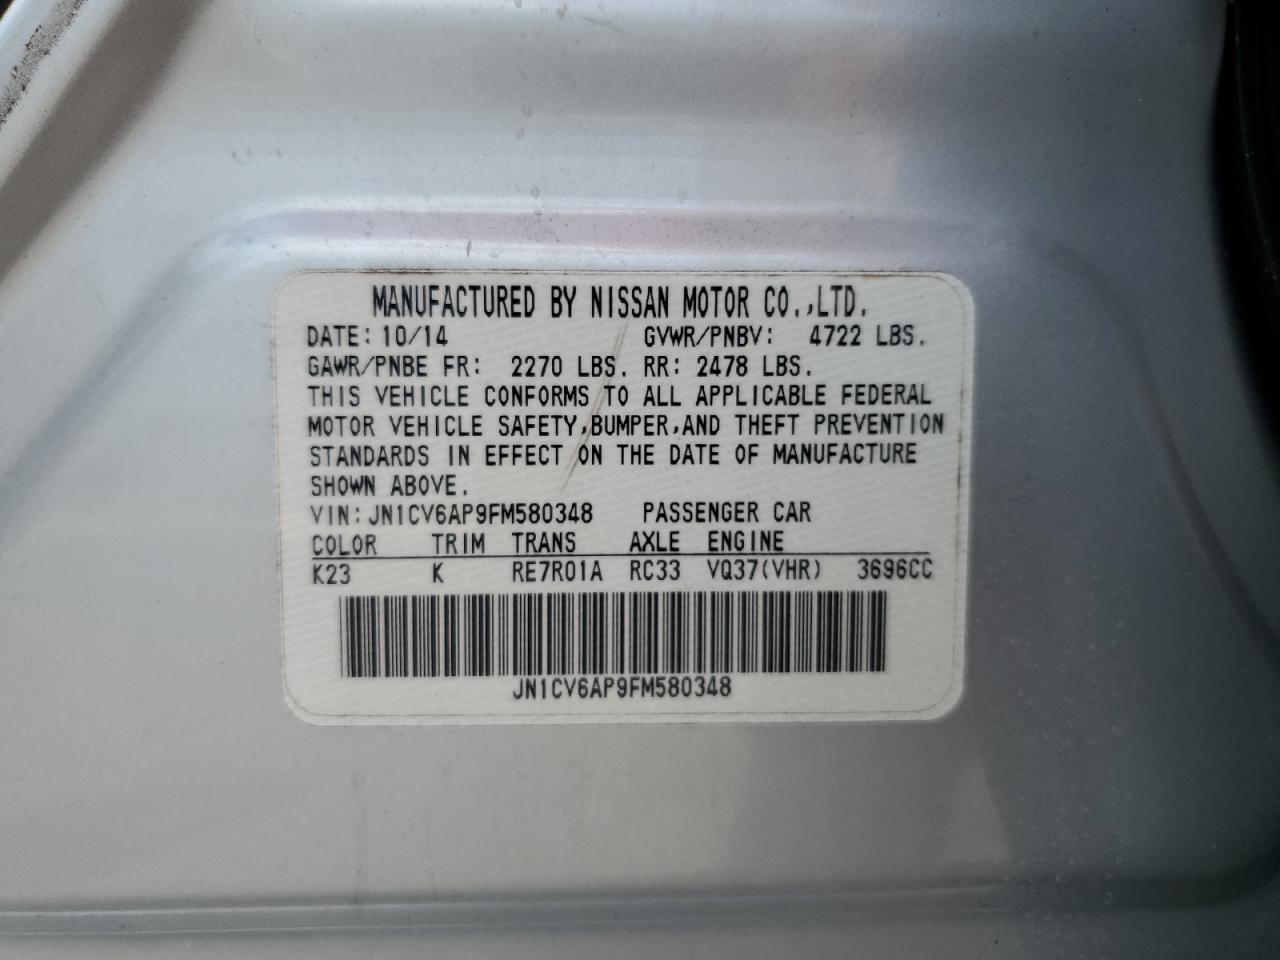 MANUFACTURED BY NISSAN MOTOR CO.,LTD.
DATE: 10/14 GVWR/PNBV: 4722 LBS.
GAWR/PNBE FR: 2270 LBS. RR: 2478 LBS.
THIS VEHICLE CONFORMS TO ALL APPLICABLE FEDERAL
MOTOR VEHICLE SAFETY,BUMPER,AND THEFT PREVENTION
STANDARDS IN EFFECT ON THE DATE OF MANUFACTURE
SHOWN ABOVE.
VIN: JN1CV6AP9FM580348 PASSENGER CAR
COLOR TRIM TRANS AXLE ENGINE
K23 K RE7R01A RC33 VQ37(VHR) 3696CC
JN1CV6AP9FM580348